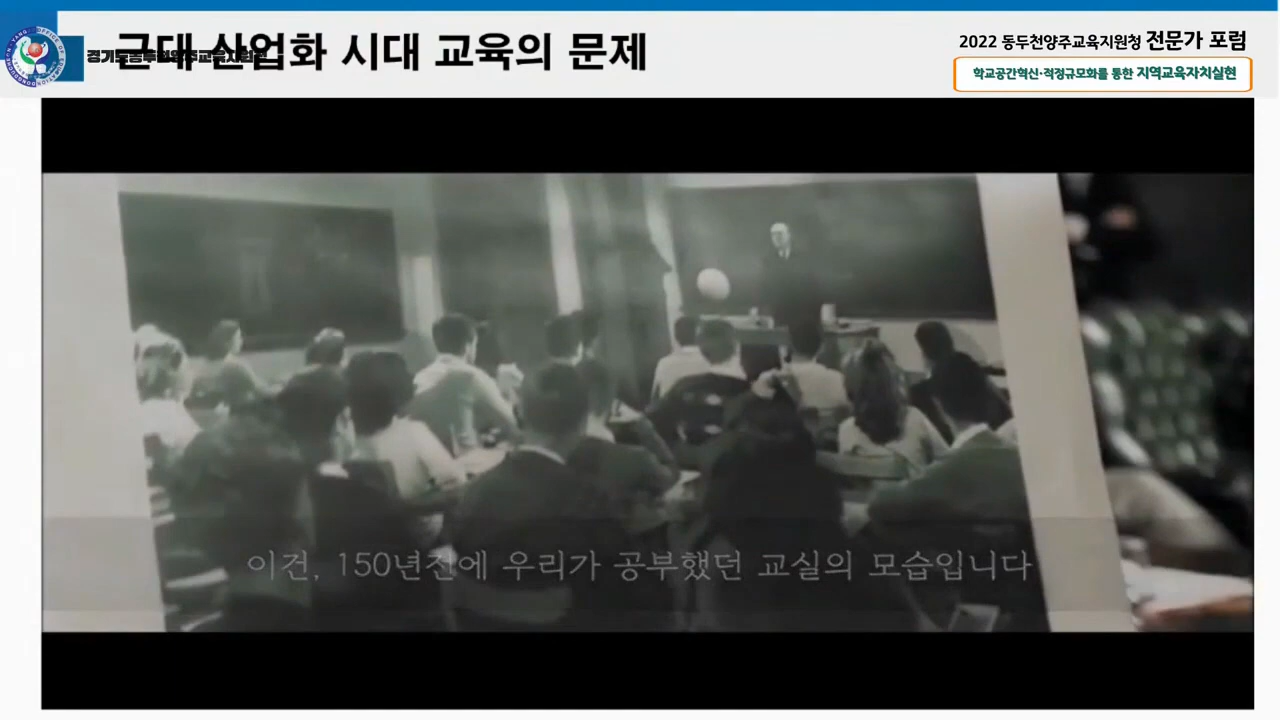 근대 산업화 시대 교육의 문제
2022 동두천양주교육지원청 전문가 포럼
학교공간혁신·적정규모화를 통한 지역교육자치실현
이건, 150년전에 우리가 공부했던 교실의 모습입니다